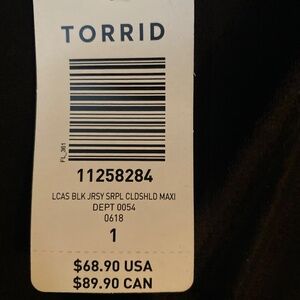 TORRID
FL_361
11258284
LCAS BLK JRSY SRPL CLDSHLD MAXI
DEPT 0054
0618
1
$68.90 USA
$89.90 CAN